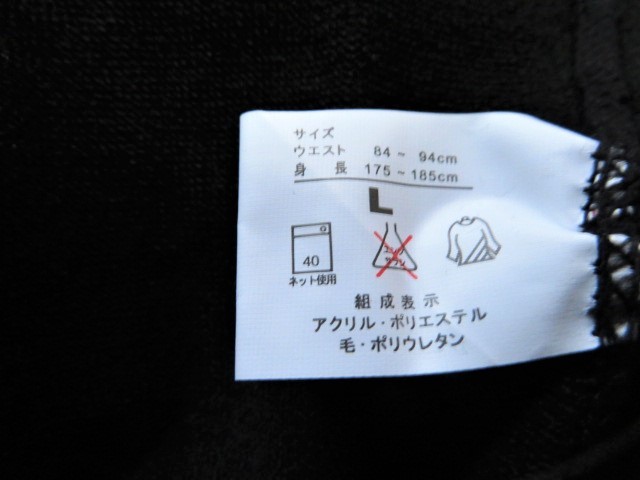 サイズ
ウエスト 84～94cm
身長 175～185cm
L
40
ネット使用
組成表示
アクリル・ポリエステル
毛・ポリウレタン